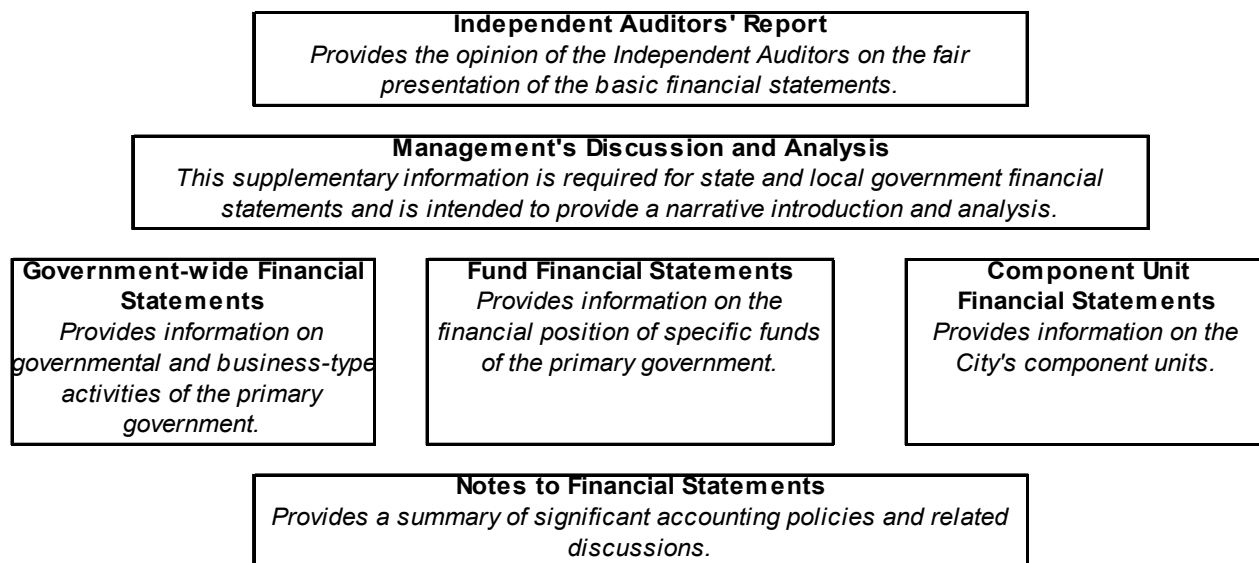 Independent Auditors' Report
Provides the opinion of the Independent Auditors on the fair
presentation of the basic financial statements.
Management's Discussion and Analysis
This supplementary information is required for state and local government financial
statements and is intended to provide a narrative introduction and analysis.
Government-wide Financial
Statements
Provides information on
governmental and business-type
activities of the primary
government.
Fund Financial Statements
Provides information on the
financial position of specific funds
of the primary government.
Component Unit
Financial Statements
Provides information on the
City's component units.
Notes to Financial Statements
Provides a summary of significant accounting policies and related
discussions.